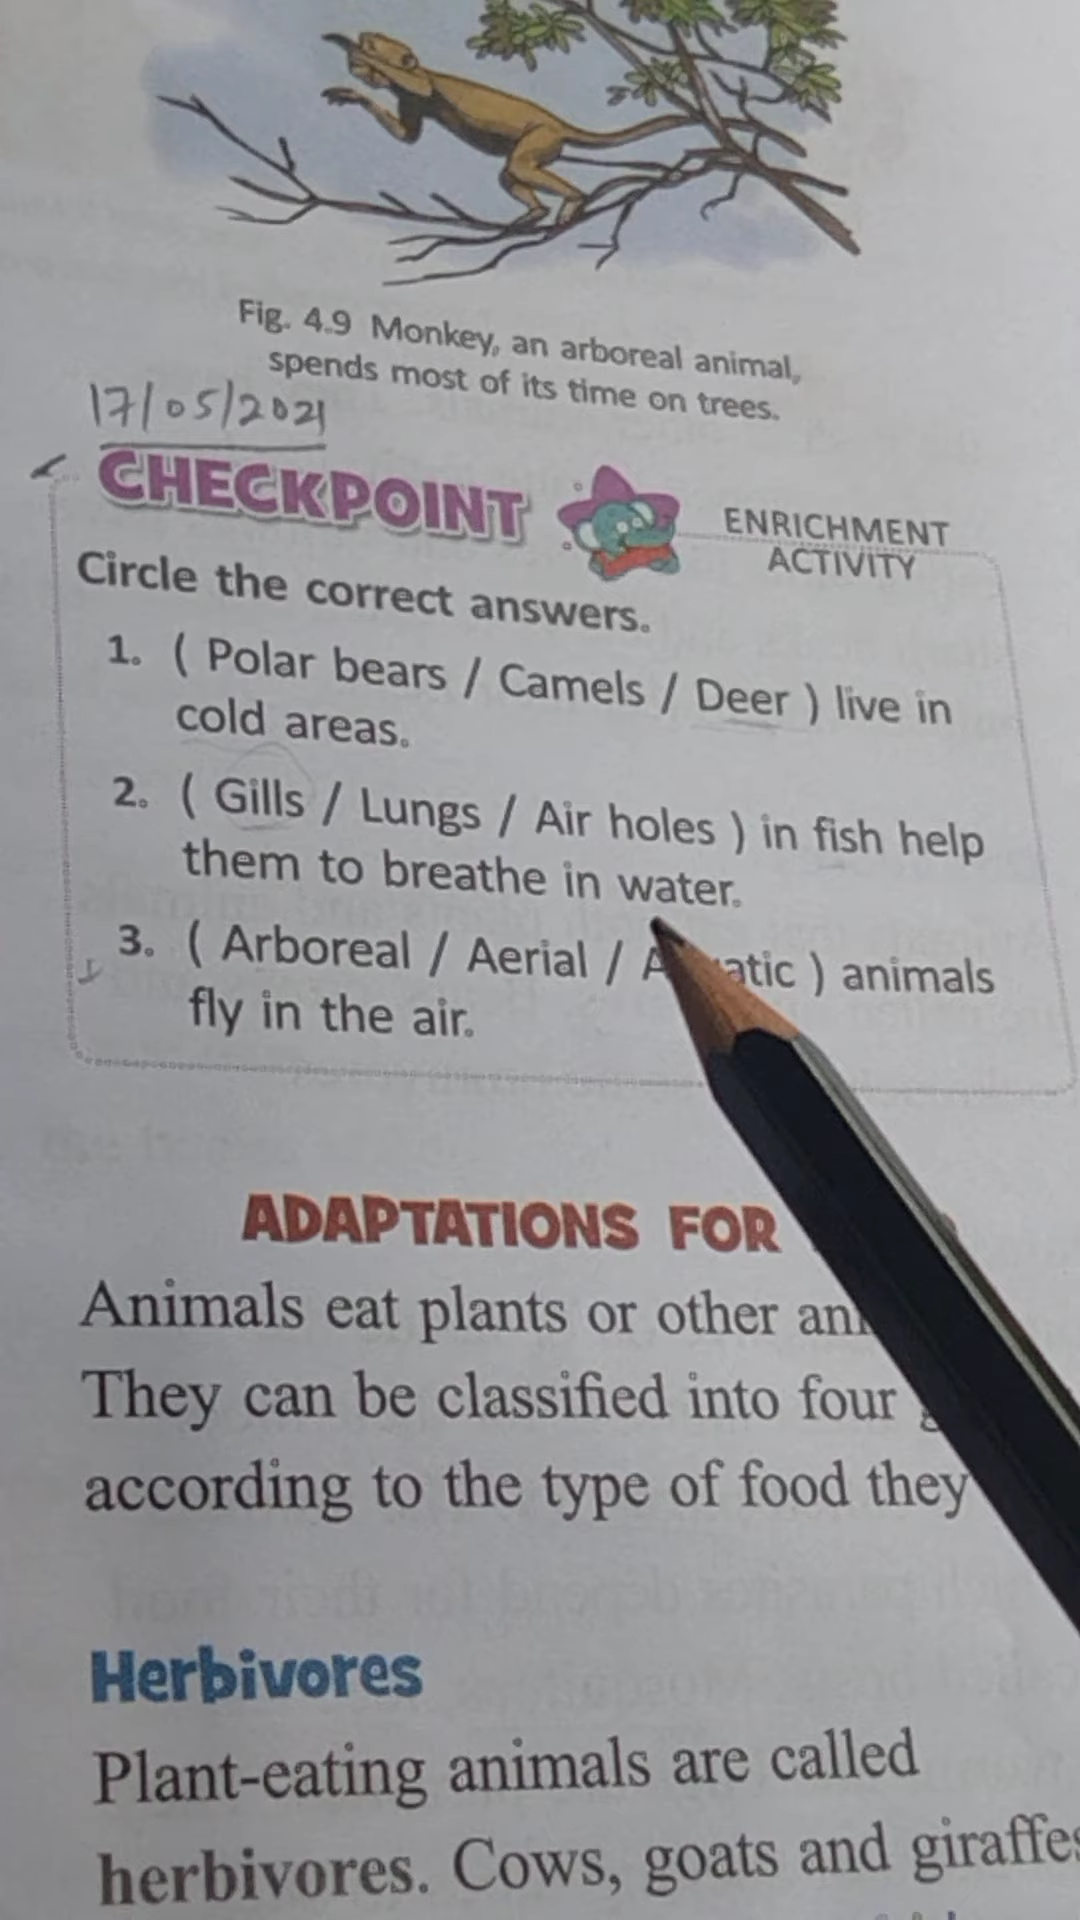 Fig. 4.9 Monkey, an arboreal animal,
spends most of its time on trees.
17/05/2021
CHECKPOINT
ENRICHMENT
ACTIVITY
Circle the correct answers.
1. ( Polar bears / Camels / Deer ) live in
cold areas.
2. ( Gills / Lungs / Air holes ) in fish help
them to breathe in water.
3. ( Arboreal / Aerial / ) animals
fly in the air.
ADAPTATIONS FOR
Animals eat plants or other
They can be classified into four
according to the type of food they
Herbivores
Plant-eating animals are called
herbivores. Cows, goats and giraffes